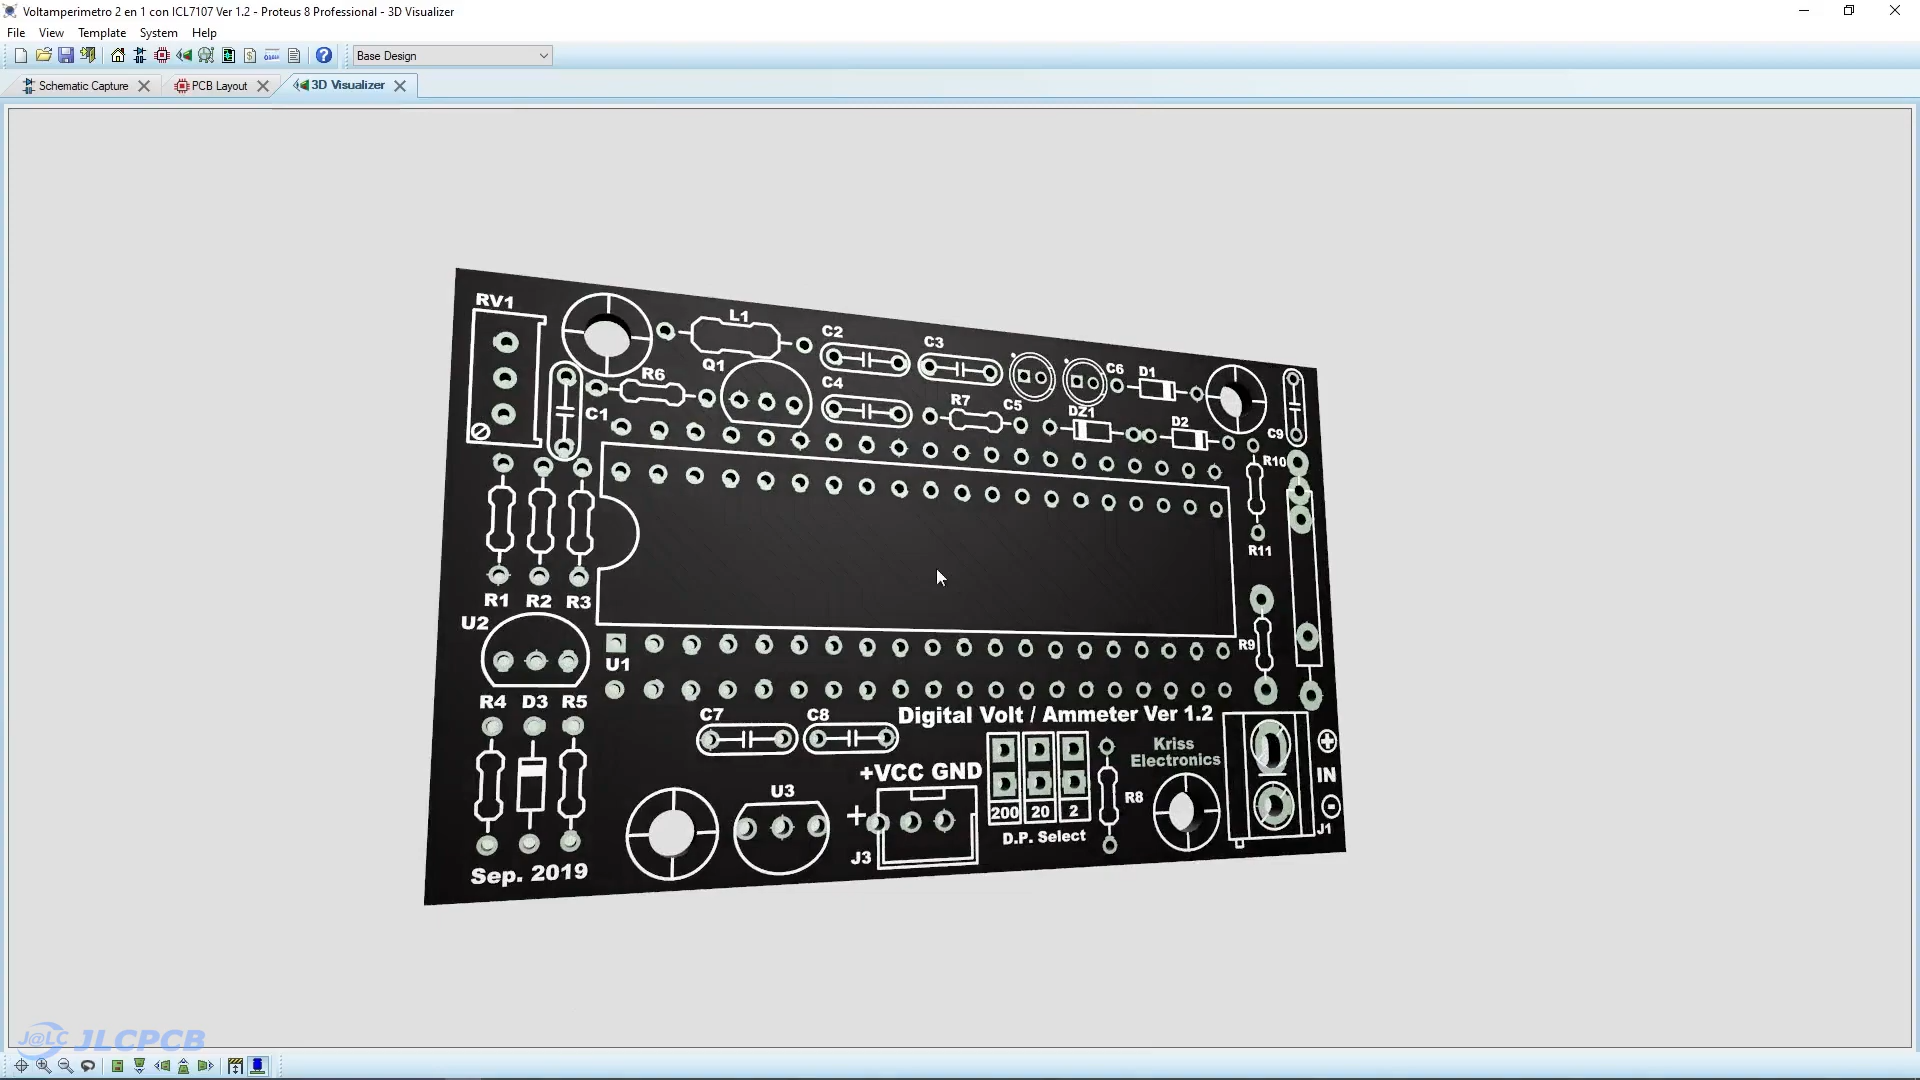 Voltamperimetro 2 en 1 con ICL7107 Ver 1.2 - Proteus 8 Professional - 3D Visualizer
File View Template System Help
Base Design
Schematic Capture PCB Layout 3D Visualizer
RV1
L1
C2
C3
Q1
R6
C4
C6
D1
R7
C5
DZ1
C1
D2
C9
R10
R11
R1 R2 R3
U2
R9
U1
R4 D3 R5
C7
C8
Digital Volt / Ammeter Ver 1.2
Kriss
Electronics
+VCC GND
IN
U3
R8
200 20 2
D.P. Select
J3
J1
Sep. 2019
J@LC JLCPCB